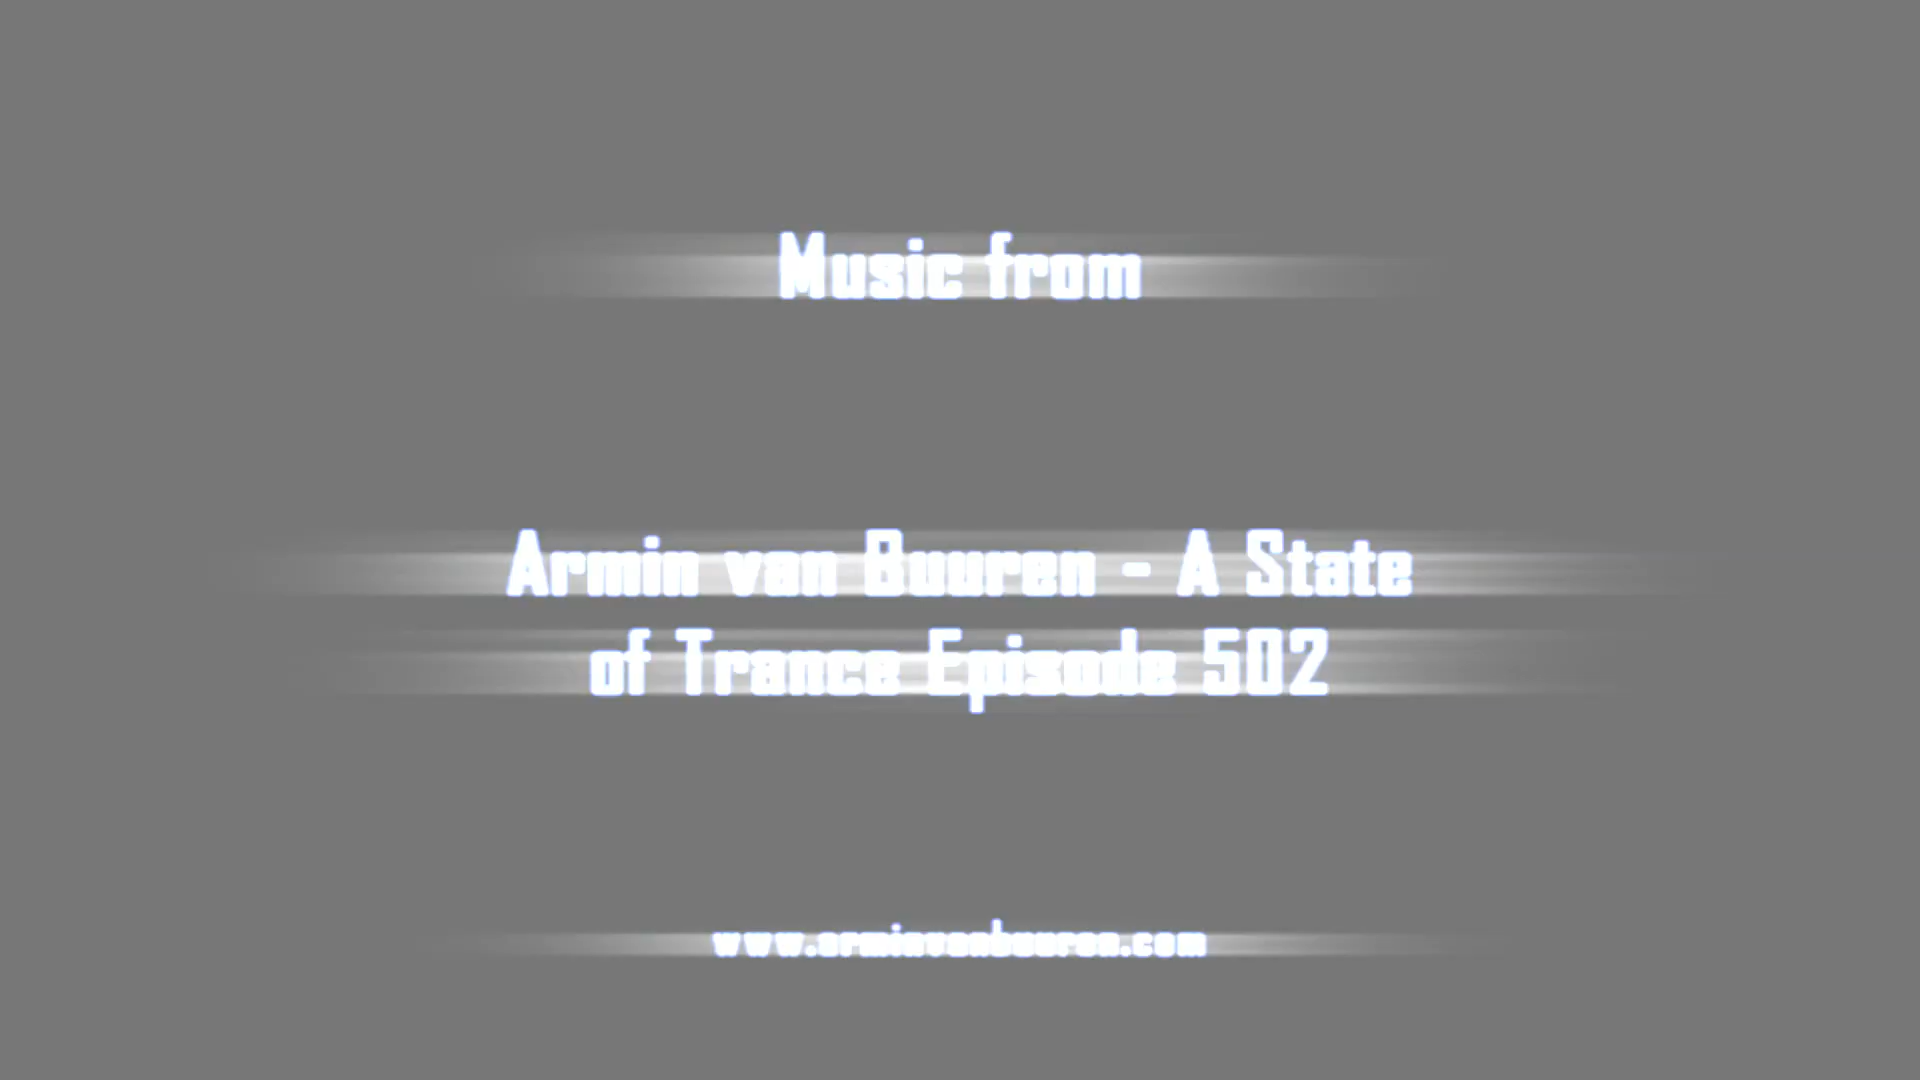 Music from
Armin van Buuren - A State
of Trance Episode 502
www.arminvanbuuren.com